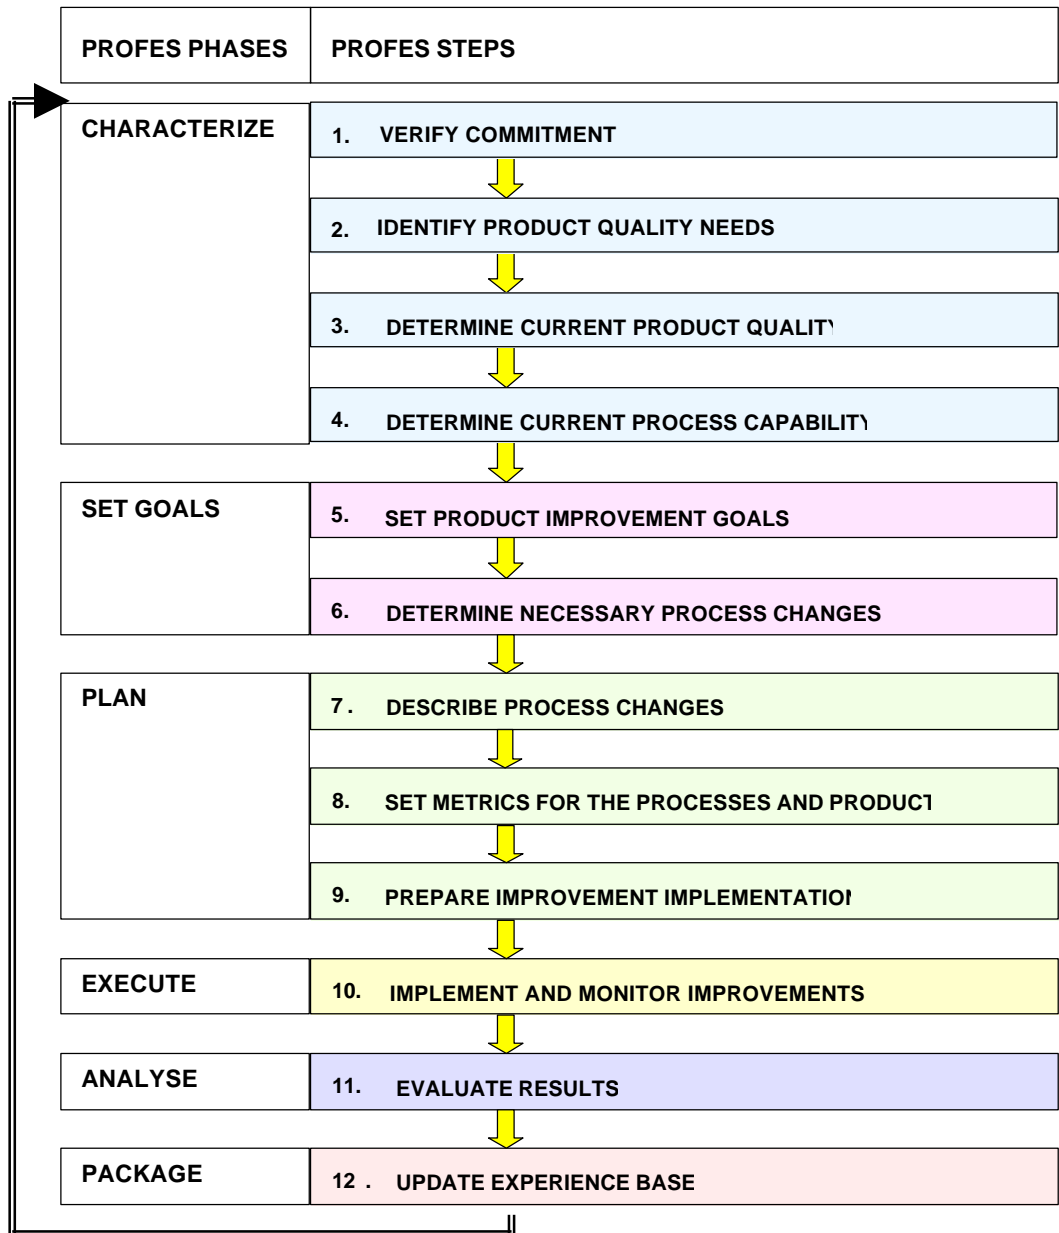 PROFES PHASES PROFES STEPS
CHARACTERIZE
1. VERIFY COMMITMENT
2. IDENTIFY PRODUCT QUALITY NEEDS
3. DETERMINE CURRENT PRODUCT QUALITY
4. DETERMINE CURRENT PROCESS CAPABILITY
SET GOALS
5. SET PRODUCT IMPROVEMENT GOALS
6. DETERMINE NECESSARY PROCESS CHANGES
PLAN
7. DESCRIBE PROCESS CHANGES
8. SET METRICS FOR THE PROCESSES AND PRODUCT
9. PREPARE IMPROVEMENT IMPLEMENTATION
EXECUTE
10. IMPLEMENT AND MONITOR IMPROVEMENTS
ANALYSE
11. EVALUATE RESULTS
PACKAGE
12. UPDATE EXPERIENCE BASE